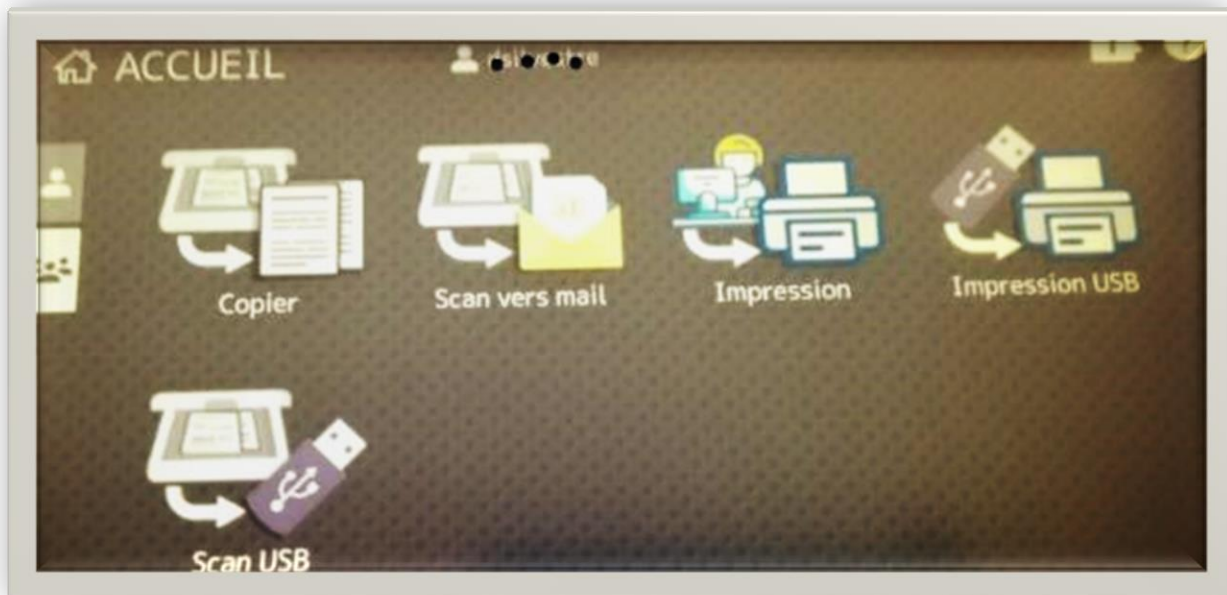 ACCUEIL
Copier
Scan vers mail
Impression
Impression USB
Scan USB